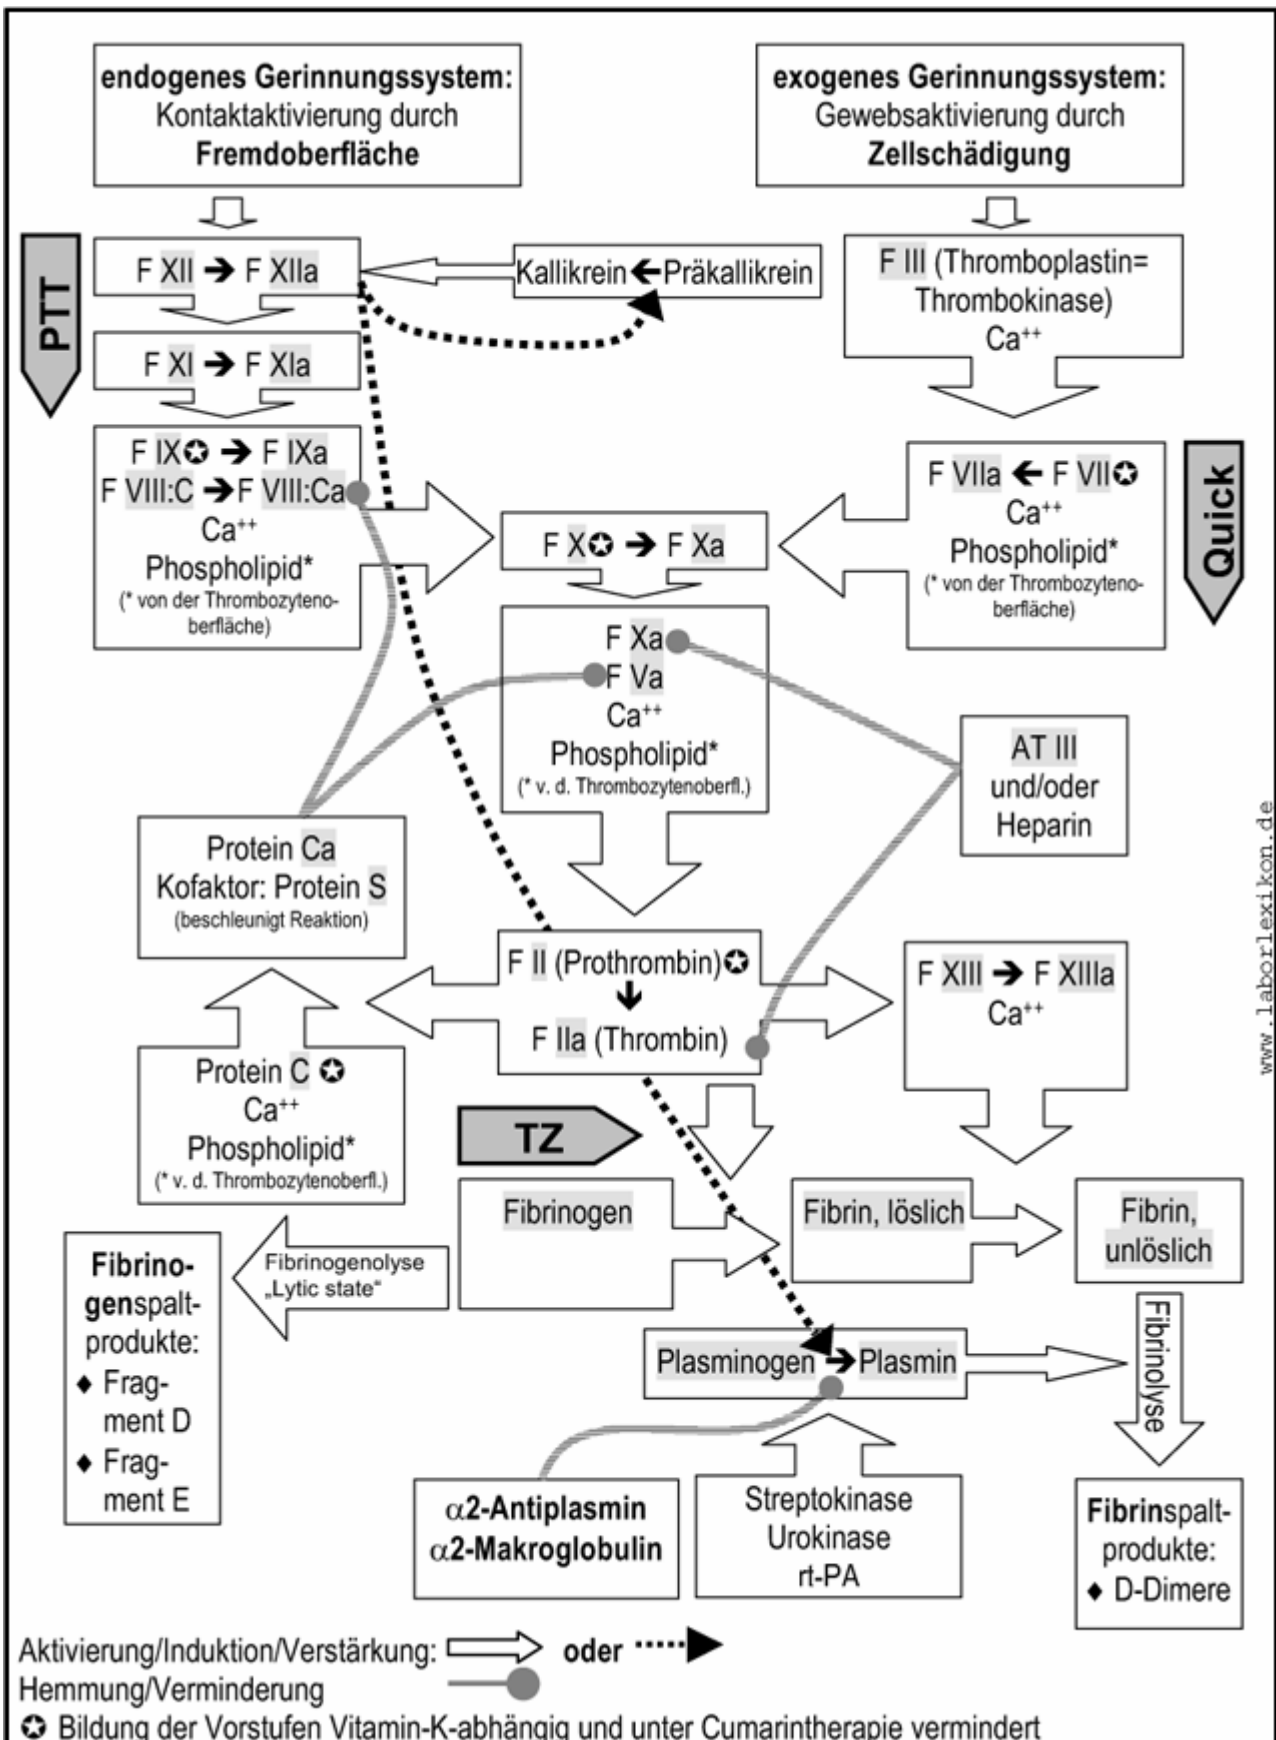 endogenes Gerinnungssystem:
Kontaktaktivierung durch
Fremdoberfläche
exogenes Gerinnungssystem:
Gewebsaktivierung durch
Zellschädigung
PTT
F XII ➔ F XIIa
Kallikrein ← Präkallikrein
F III (Thromboplastin=
Thrombokinase)
Ca⁺⁺
F XI ➔ F XIa
F IX✪ ➔ F IXa
F VIII:C ➔ F VIII:Ca
Ca⁺⁺
Phospholipid*
(* von der Thrombozyteno-
berfläche)
F X✪ ➔ F Xa
F VIIa ← F VII✪
Ca⁺⁺
Phospholipid*
(* von der Thrombozyteno-
berfläche)
Quick
F Xa
F Va
Ca⁺⁺
Phospholipid*
(* v. d. Thrombozytenoberfl.)
AT III
und/oder
Heparin
Protein Ca
Kofaktor: Protein S
(beschleunigt Reaktion)
F II (Prothrombin)✪
↓
F IIa (Thrombin)
F XIII ➔ F XIIIa
Ca⁺⁺
Protein C ✪
Ca⁺⁺
Phospholipid*
(* v. d. Thrombozytenoberfl.)
TZ
Fibrinogen
Fibrin, löslich
Fibrin,
unlöslich
Fibrinogenolyse
„Lytic state“
Fibrino-
genspalt-
produkte:
♦ Frag-
ment D
♦ Frag-
ment E
Plasminogen ➔ Plasmin
Fibrinolyse
α2-Antiplasmin
α2-Makroglobulin
Streptokinase
Urokinase
rt-PA
Fibrinspalt-
produkte:
♦ D-Dimere
Aktivierung/Induktion/Verstärkung: oder
Hemmung/Verminderung
✪ Bildung der Vorstufen Vitamin-K-abhängig und unter Cumarintherapie vermindert
www.laborlexikon.de